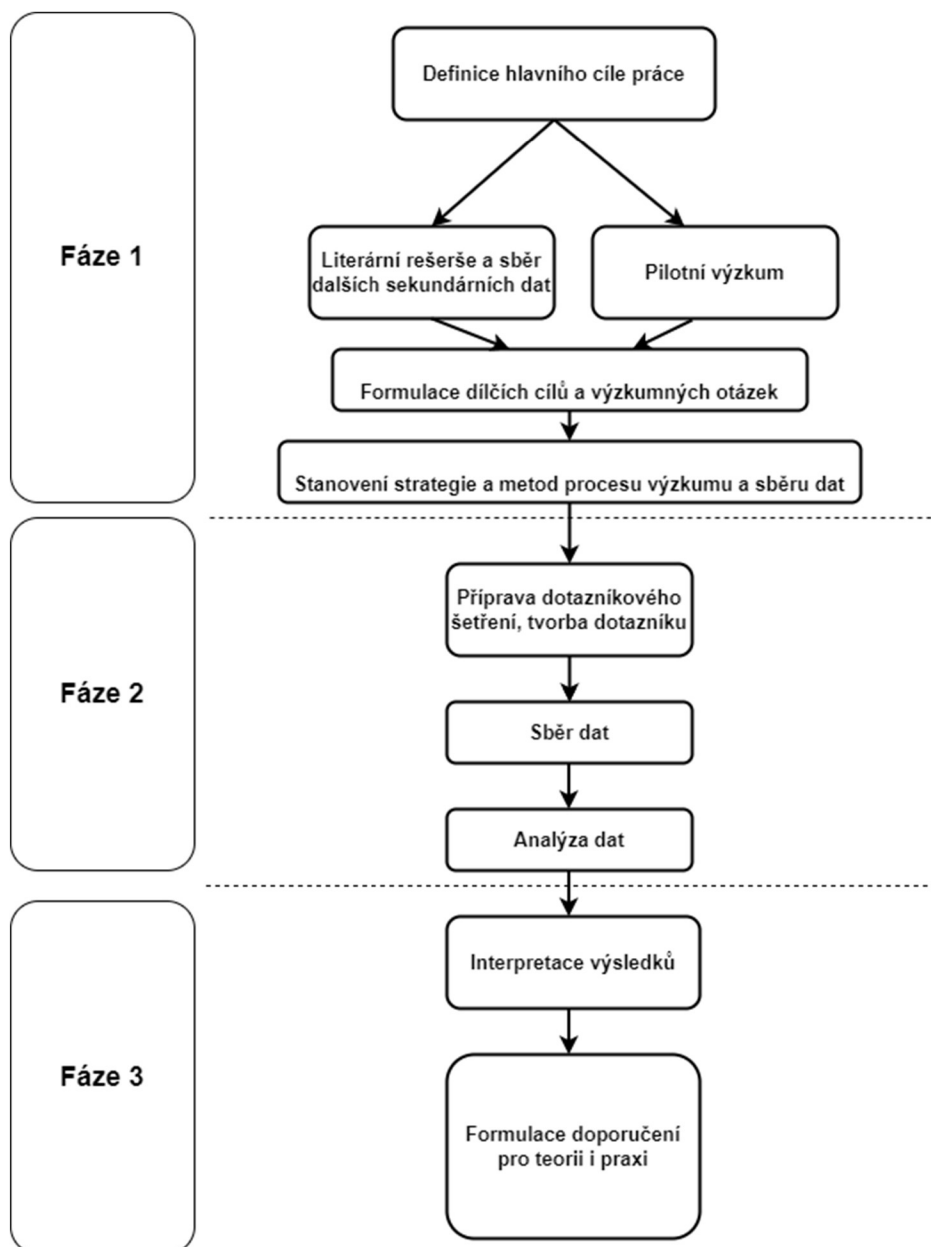 Fáze 1
Definice hlavního cíle práce
Literární rešerše a sběr
dalších sekundárních dat
Pilotní výzkum
Formulace dílčích cílů a výzkumných otázek
Stanovení strategie a metod procesu výzkumu a sběru dat
Fáze 2
Příprava dotazníkového
šetření, tvorba dotazníku
Sběr dat
Analýza dat
Fáze 3
Interpretace výsledků
Formulace doporučení
pro teorii i praxi